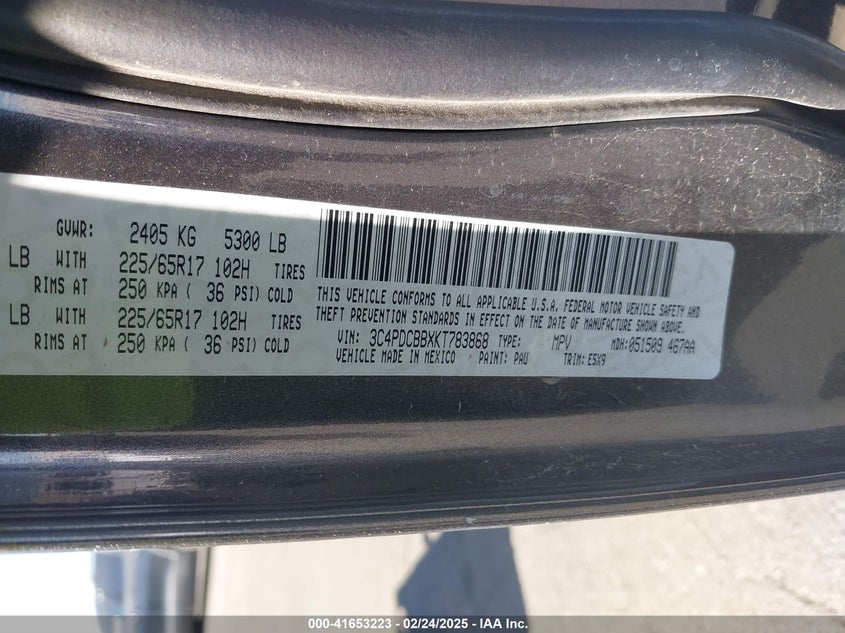 GVWR: 2405 KG 5300 LB
LB WITH 225/65R17 102H TIRES
RIMS AT 250 KPA ( 36 PSI) COLD
LB WITH 225/65R17 102H TIRES
RIMS AT 250 KPA ( 36 PSI) COLD
THIS VEHICLE CONFORMS TO ALL APPLICABLE U.S.A. FEDERAL MOTOR VEHICLE SAFETY AND
THEFT PREVENTION STANDARDS IN EFFECT ON THE DATE OF MANUFACTURE SHOWN ABOVE.
VIN: 3C4PDCBBXKT783868 TYPE: MPV MDH: 051509 467AA
VEHICLE MADE IN MEXICO PAINT: PAU TRIM: E5X9
000-41653223 - 02/24/2025 - IAA Inc.